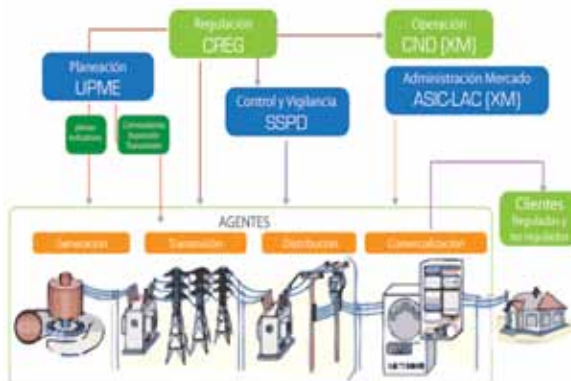 Regulación
CREG
Operación
CND (XM)
Planeación
UPME
Control y Vigilancia
SSPD
Administración Mercado
ASIC-LAC (XM)
Clientes
Regulados y
no regulados
AGENTES
Generación
Transmisión
Distribución
Comercialización